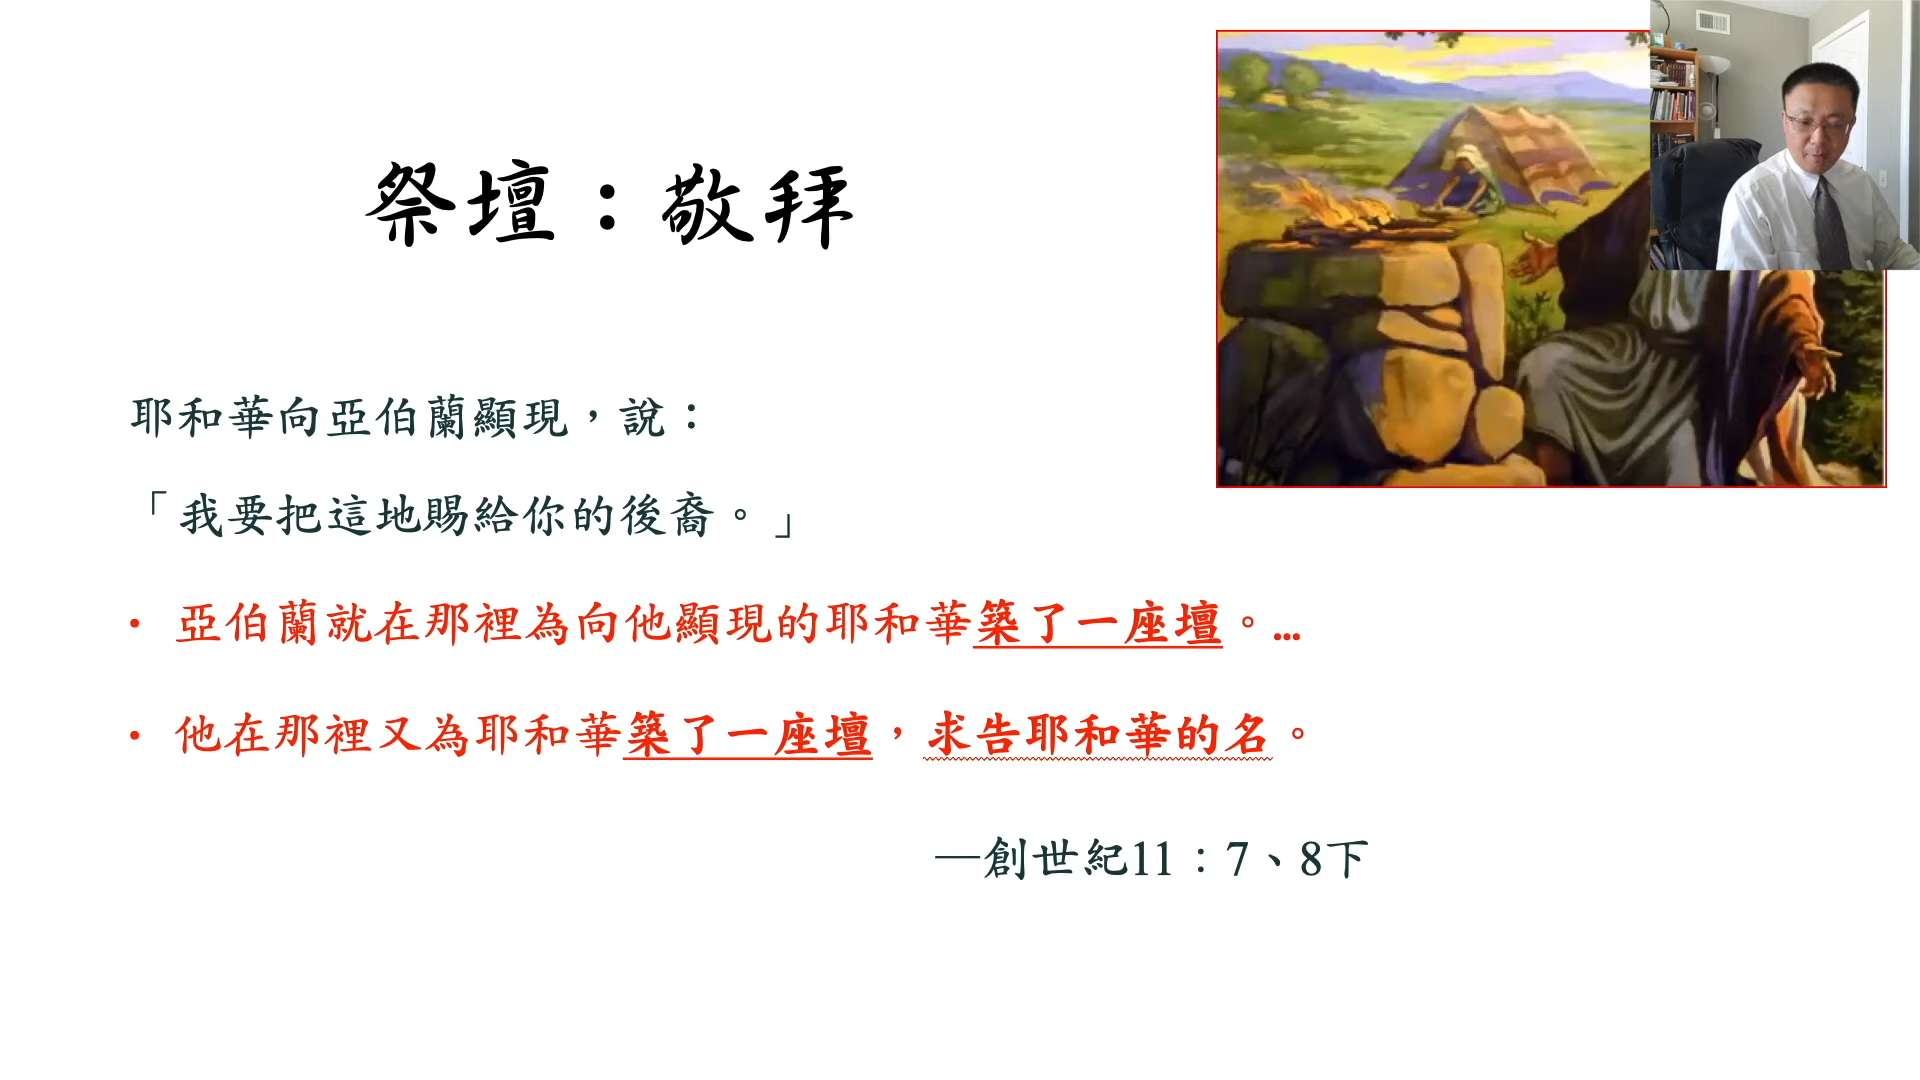 祭壇：敬拜
耶和華向亞伯蘭顯現，說：
「我要把這地賜給你的後裔。」
• 亞伯蘭就在那裡為向他顯現的耶和華築了一座壇。…
• 他在那裡又為耶和華築了一座壇，求告耶和華的名。
—創世紀11：7、8下